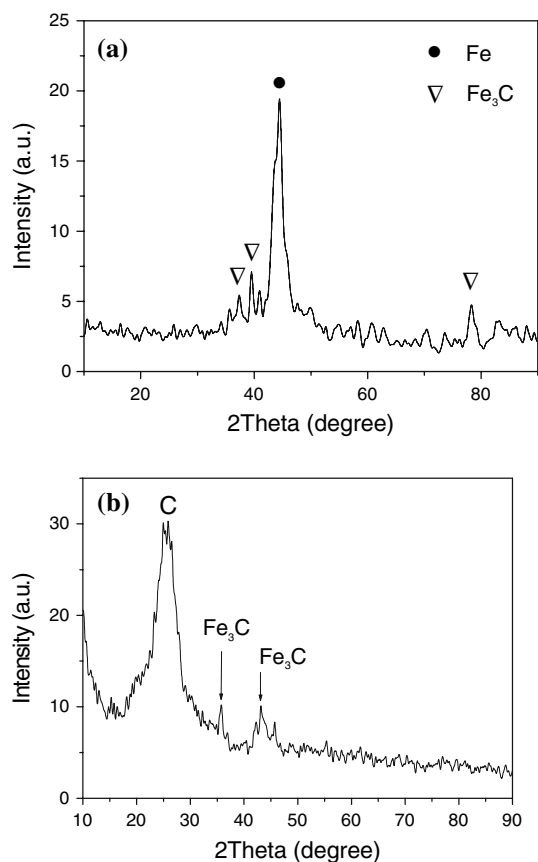 (a)
Fe
Fe₃C
25
20
15
10
5
0
Intensity (a.u.)
20 40 60 80
2Theta (degree)
(b)
C
Fe₃C
Fe₃C
30
20
10
0
Intensity (a.u.)
10 20 30 40 50 60 70 80 90
2Theta (degree)